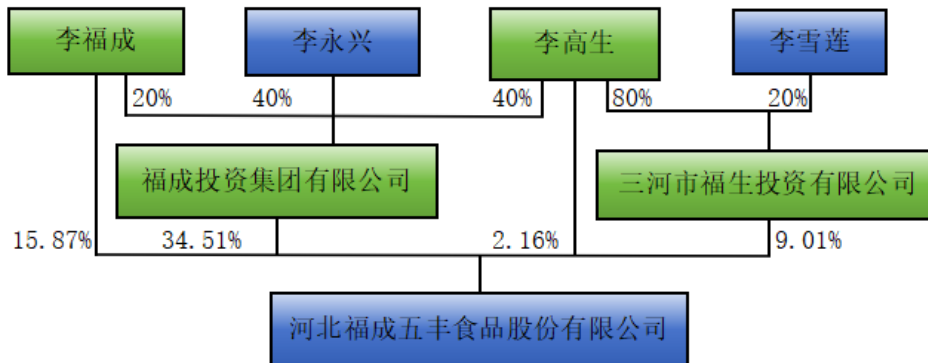 李福成 李永兴 李高生 李雪莲
20% 40% 40% 80% 20%
福成投资集团有限公司 三河市福生投资有限公司
15.87% 34.51% 2.16% 9.01%
河北福成五丰食品股份有限公司